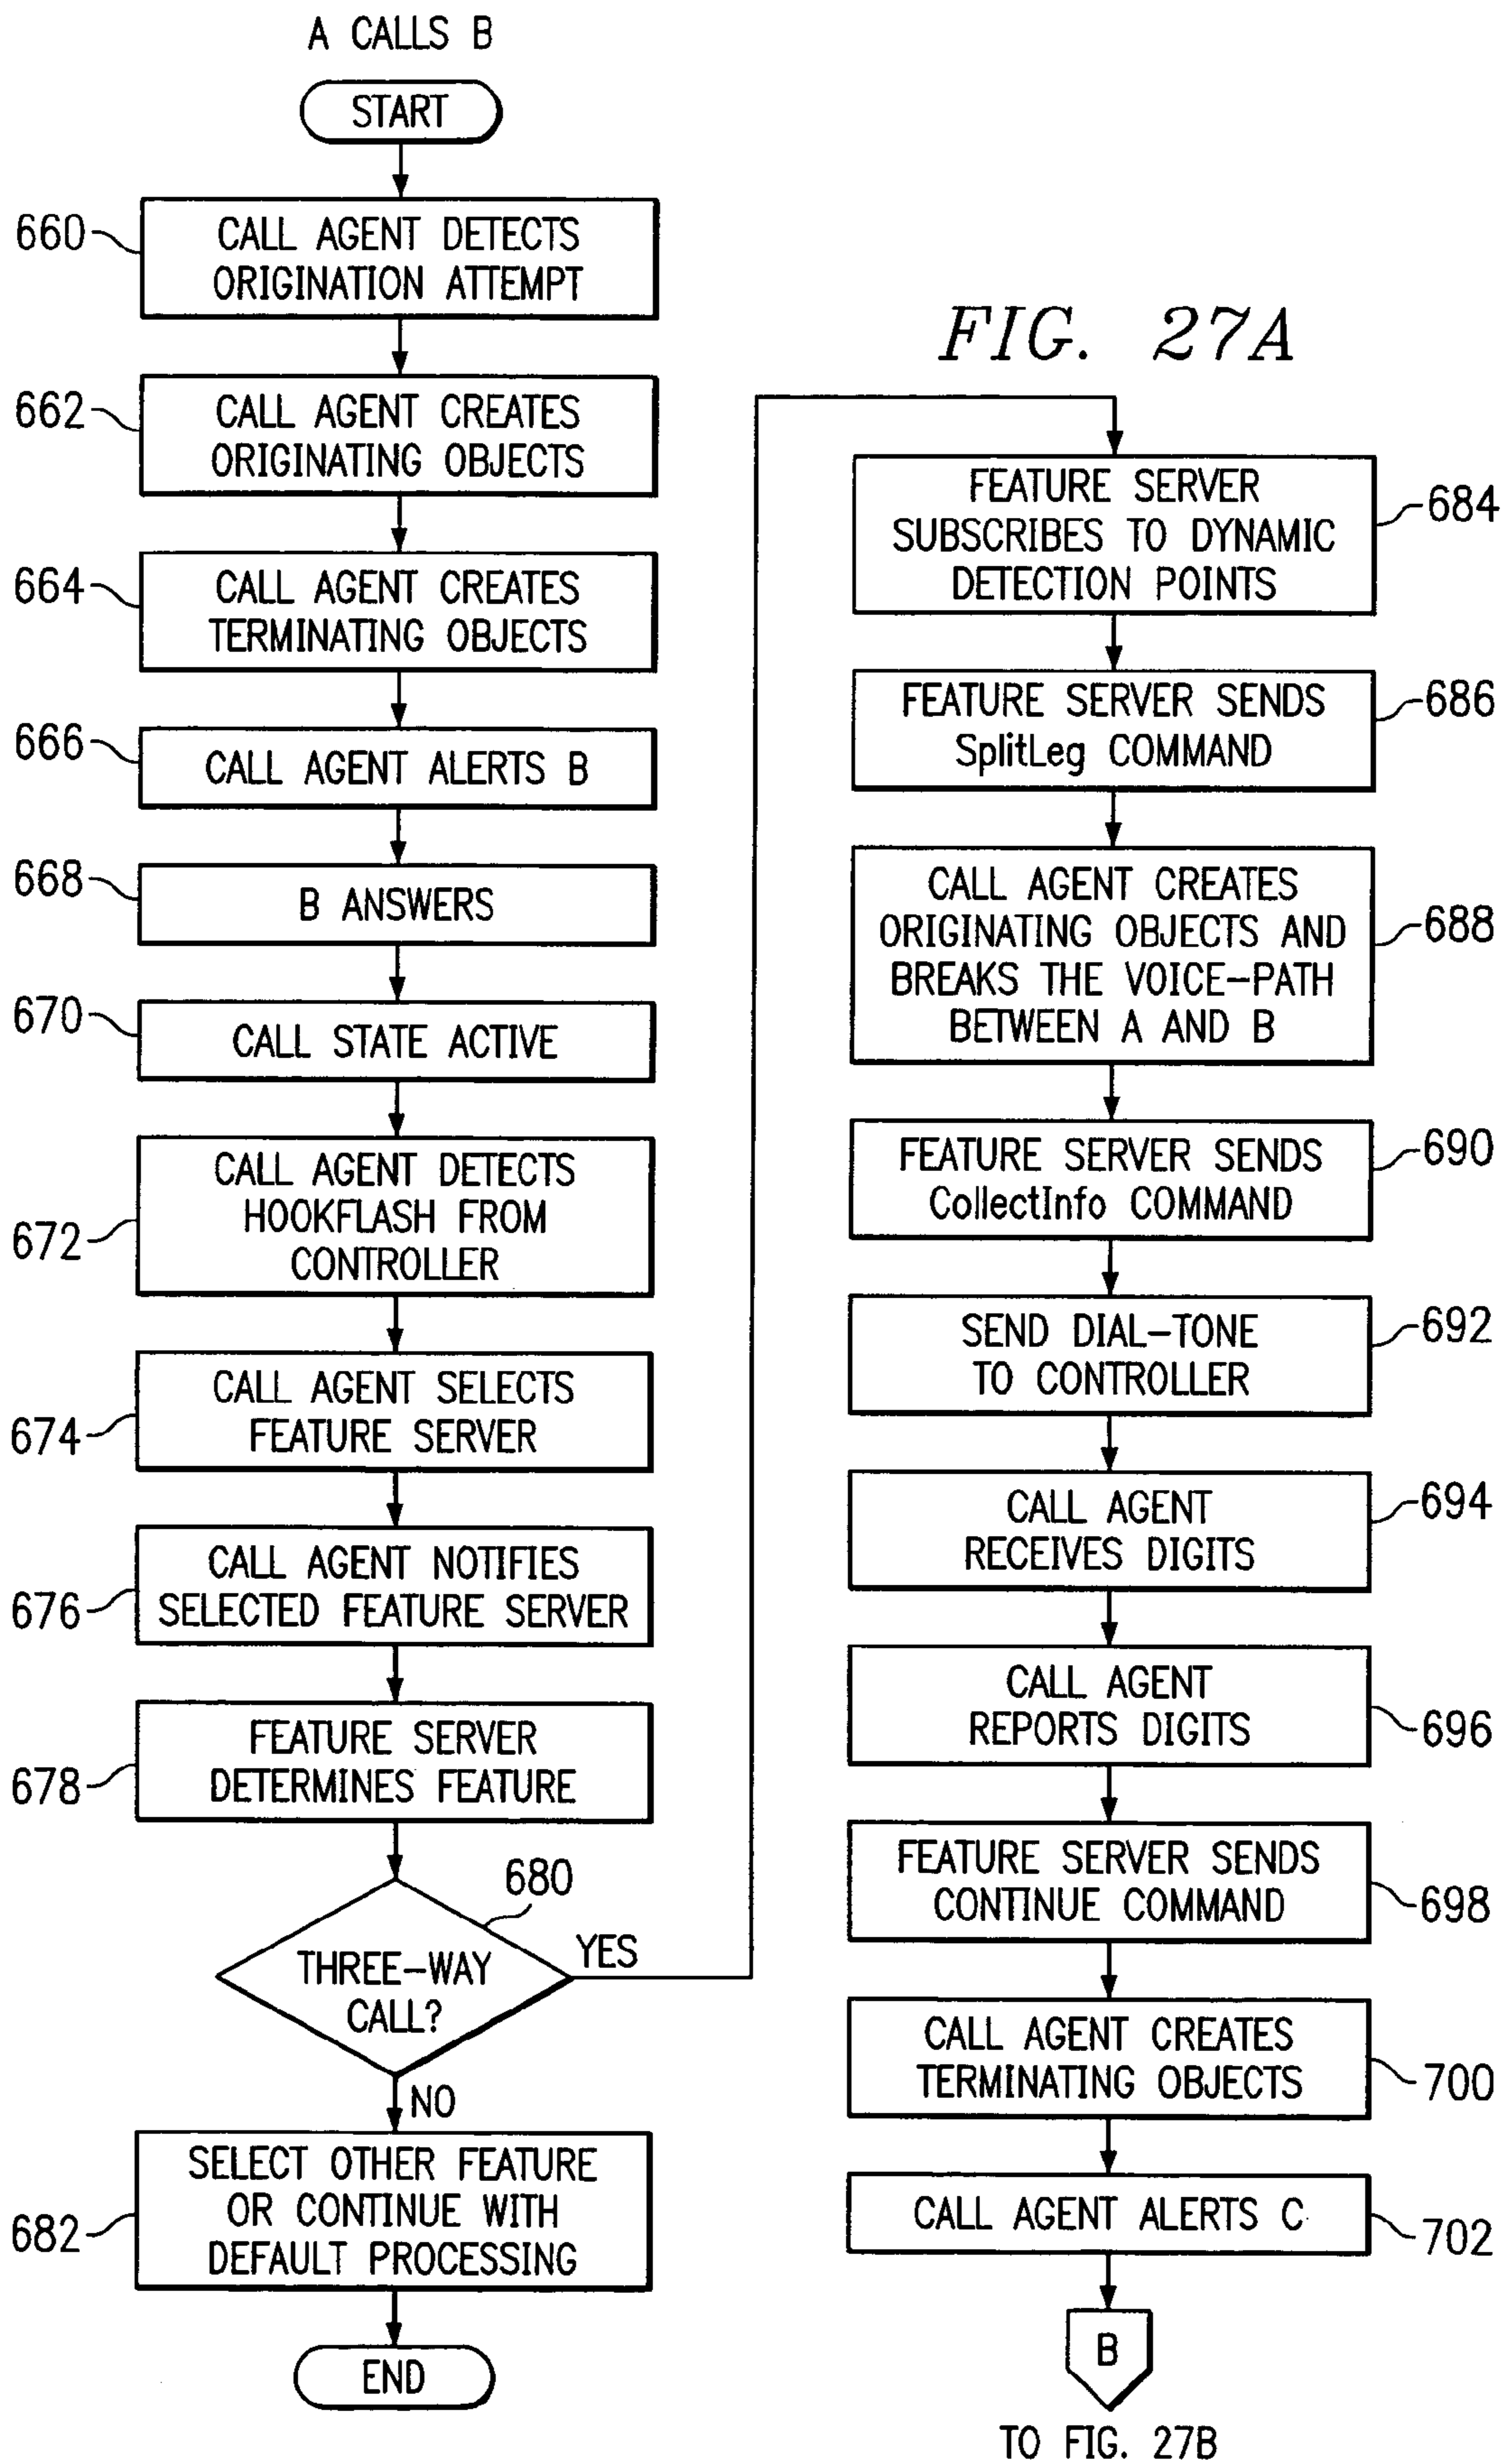 A CALLS B
START
660
CALL AGENT DETECTS
ORIGINATION ATTEMPT
662
CALL AGENT CREATES
ORIGINATING OBJECTS
664
CALL AGENT CREATES
TERMINATING OBJECTS
666
CALL AGENT ALERTS B
668
B ANSWERS
670
CALL STATE ACTIVE
672
CALL AGENT DETECTS
HOOKFLASH FROM
CONTROLLER
674
CALL AGENT SELECTS
FEATURE SERVER
676
CALL AGENT NOTIFIES
SELECTED FEATURE SERVER
678
FEATURE SERVER
DETERMINES FEATURE
680
THREE-WAY
CALL?
YES
NO
682
SELECT OTHER FEATURE
OR CONTINUE WITH
DEFAULT PROCESSING
END
FIG. 27A
FEATURE SERVER
SUBSCRIBES TO DYNAMIC
DETECTION POINTS
684
FEATURE SERVER SENDS
SplitLeg COMMAND
686
CALL AGENT CREATES
ORIGINATING OBJECTS AND
BREAKS THE VOICE-PATH
BETWEEN A AND B
688
FEATURE SERVER SENDS
CollectInfo COMMAND
690
SEND DIAL-TONE
TO CONTROLLER
692
CALL AGENT
RECEIVES DIGITS
694
CALL AGENT
REPORTS DIGITS
696
FEATURE SERVER SENDS
CONTINUE COMMAND
698
CALL AGENT CREATES
TERMINATING OBJECTS
700
CALL AGENT ALERTS C
702
B
TO FIG. 27B